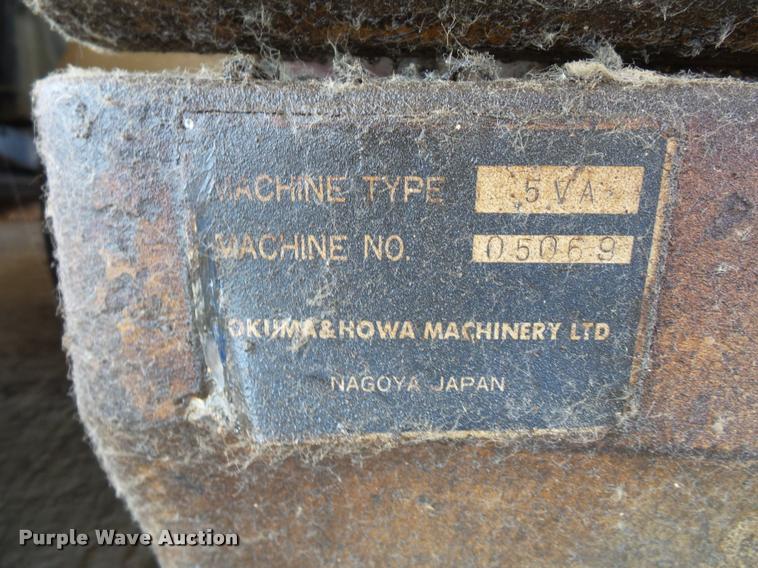 MACHINE TYPE 5VA
MACHINE NO. 05069
OKUMA&HOWA MACHINERY LTD
NAGOYA JAPAN
Purple Wave Auction